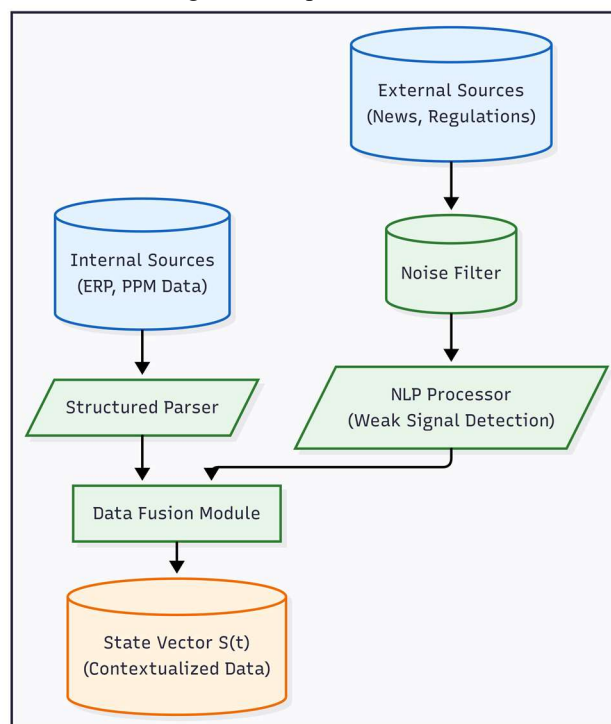 External Sources
(News, Regulations)
Internal Sources
(ERP, PPM Data)
Noise Filter
Structured Parser
NLP Processor
(Weak Signal Detection)
Data Fusion Module
State Vector S(t)
(Contextualized Data)